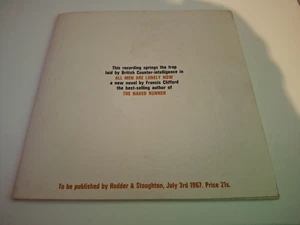 This recording springs the trap
laid by British Counter-intelligence in
ALL MEN ARE LONELY NOW
a new novel by Francis Clifford
the best-selling author of
THE NAKED RUNNER
To be published by Hodder & Stoughton, July 3rd 1967. Price 21s.